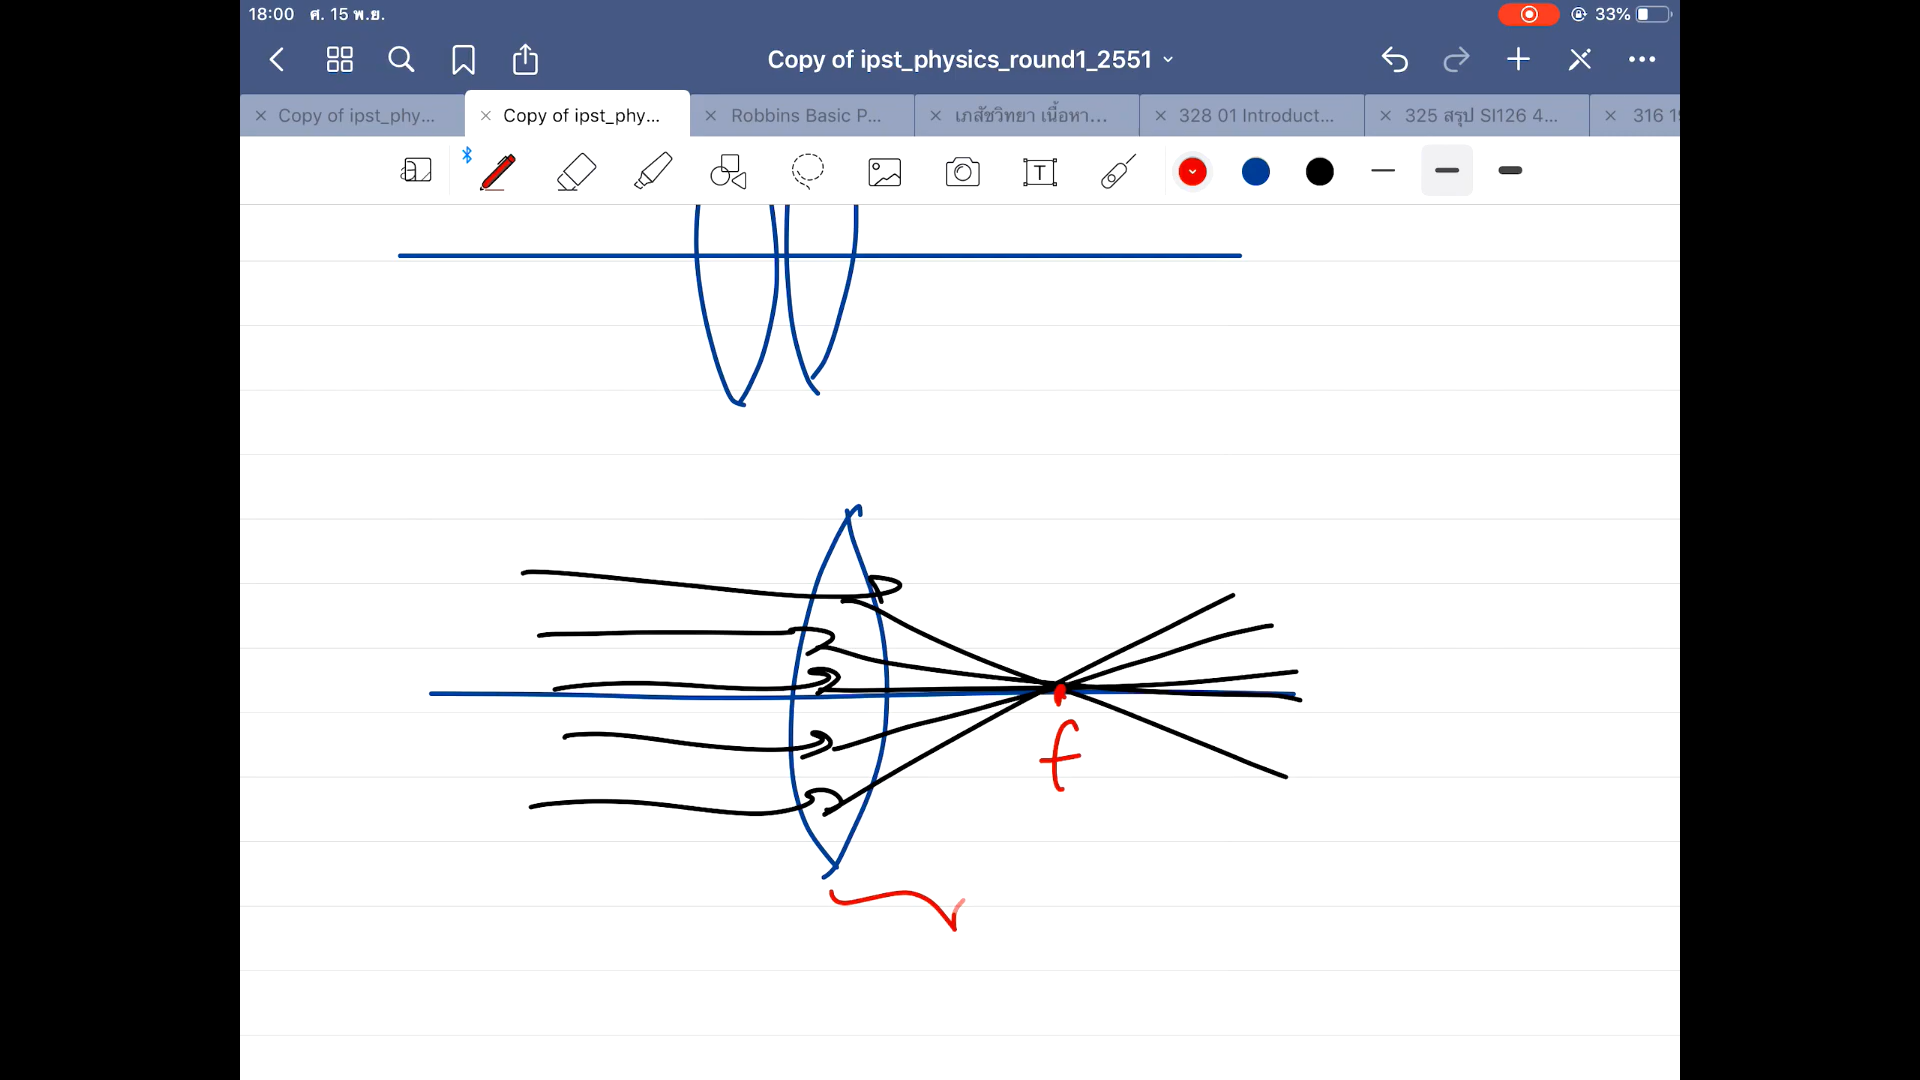 18:00 ศ. 15 พ.ย.
33%
Copy of ipst_physics_round1_2551
Copy of ipst_phy...
Copy of ipst_phy...
Robbins Basic P...
เภสัชวิทยา เนื้อหา...
328 01 Introduct...
325 สรุป SI126 4...
316 19
T
f